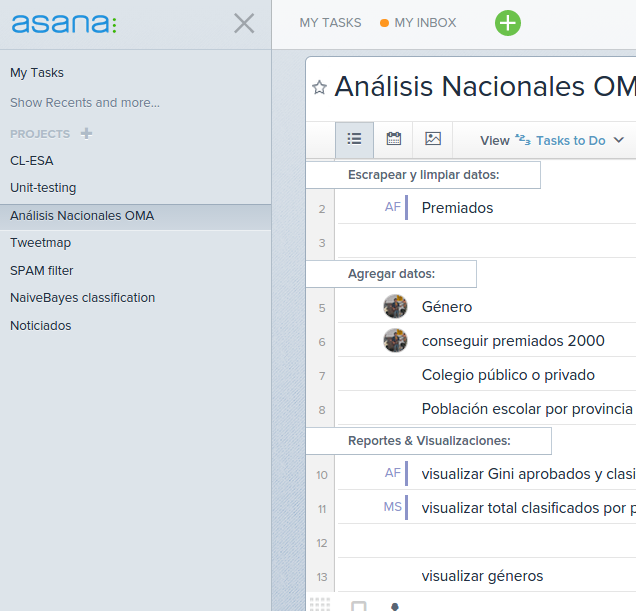 asana:
My Tasks
Show Recents and more...
PROJECTS
CL-ESA
Unit-testing
Análisis Nacionales OMA
Tweetmap
SPAM filter
NaiveBayes classification
Noticiados
MY TASKS
MY INBOX
Análisis Nacionales OM
View Tasks to Do
Escrapear y limpiar datos:
2 AF Premiados
3
Agregar datos:
5 Género
6 conseguir premiados 2000
7 Colegio público o privado
8 Población escolar por provincia
Reportes & Visualizaciones:
10 AF visualizar Gini aprobados y clasi
11 MS visualizar total clasificados por p
12
13 visualizar géneros